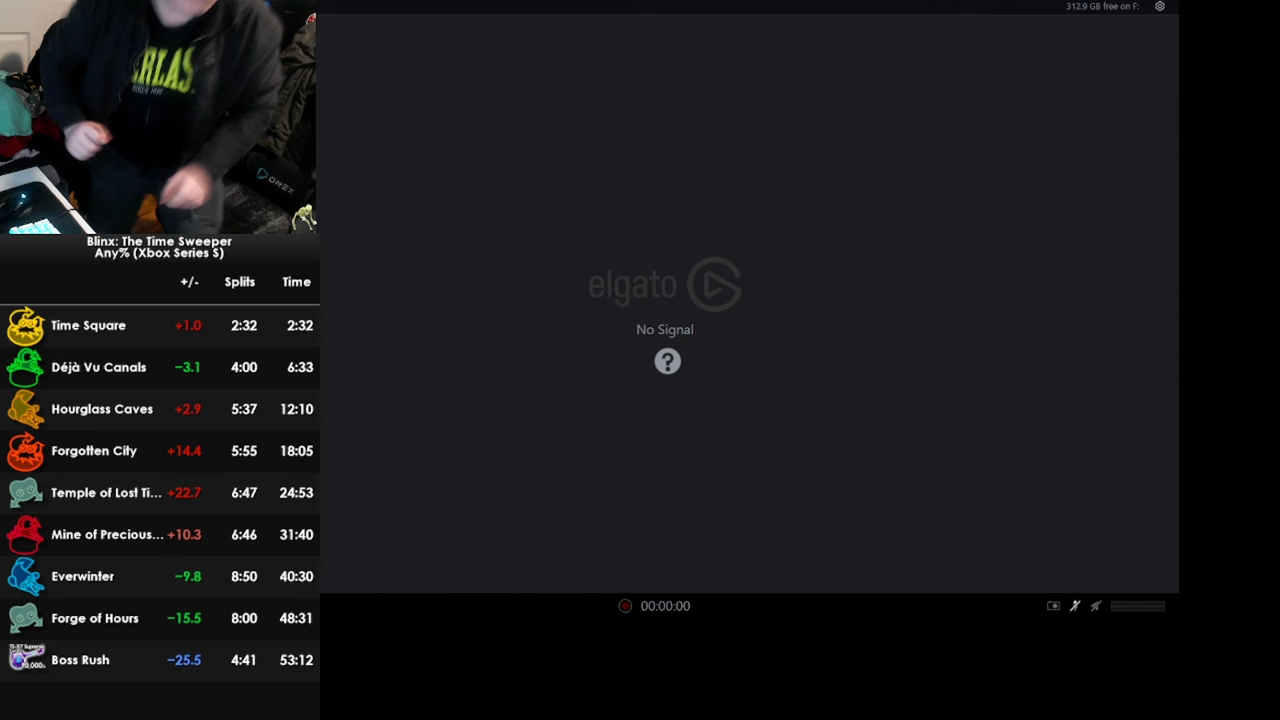 312.9 GB free on F:
ERLAS
ONEX
Blinx: The Time Sweeper
Any% (Xbox Series S)
+/- Splits Time
Time Square +1.0 2:32 2:32
Déjà Vu Canals −3.1 4:00 6:33
Hourglass Caves +2.9 5:37 12:10
Forgotten City +14.4 5:55 18:05
Temple of Lost Ti... +22.7 6:47 24:53
Mine of Precious... +10.3 6:46 31:40
Everwinter −9.8 8:50 40:30
Forge of Hours −15.5 8:00 48:31
Boss Rush −25.5 4:41 53:12
elgato
No Signal
?
00:00:00